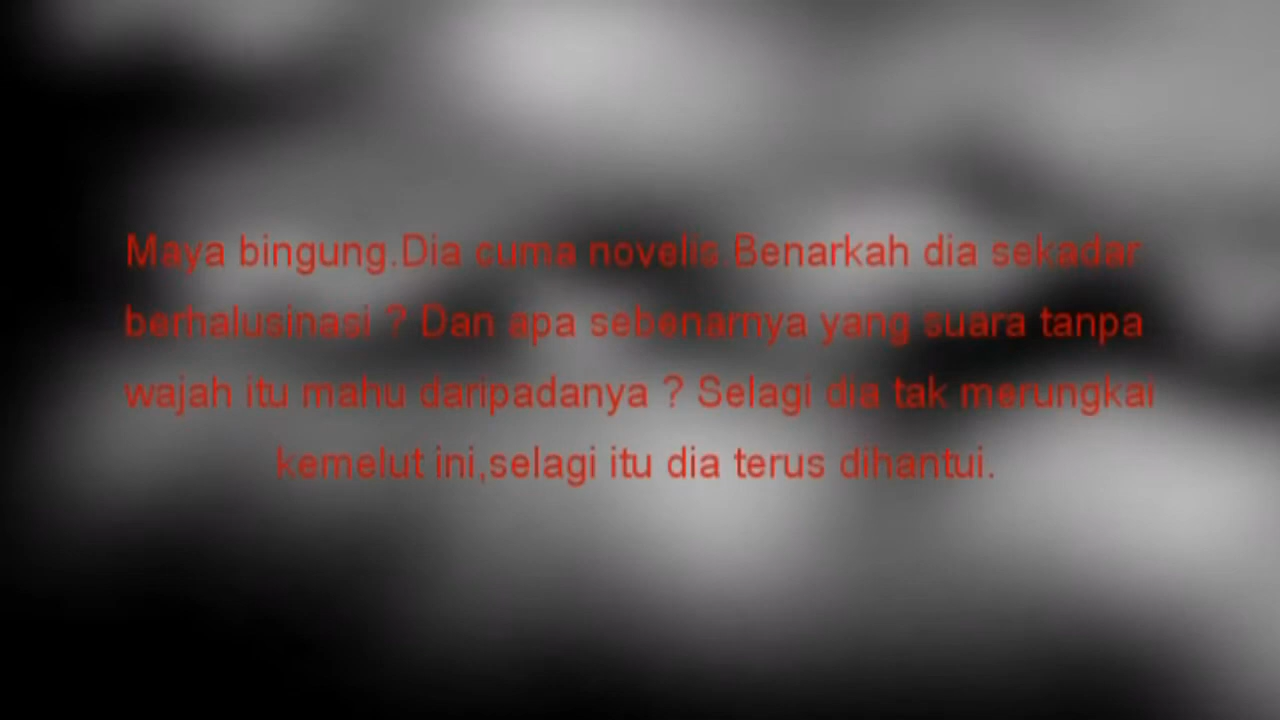 Maya bingung.Dia cuma novelis.Benarkah dia sekadar
berhalusinasi ? Dan apa sebenarnya yang suara tanpa
wajah itu mahu daripadanya ? Selagi dia tak merungkai
kemelut ini,selagi itu dia terus dihantui.